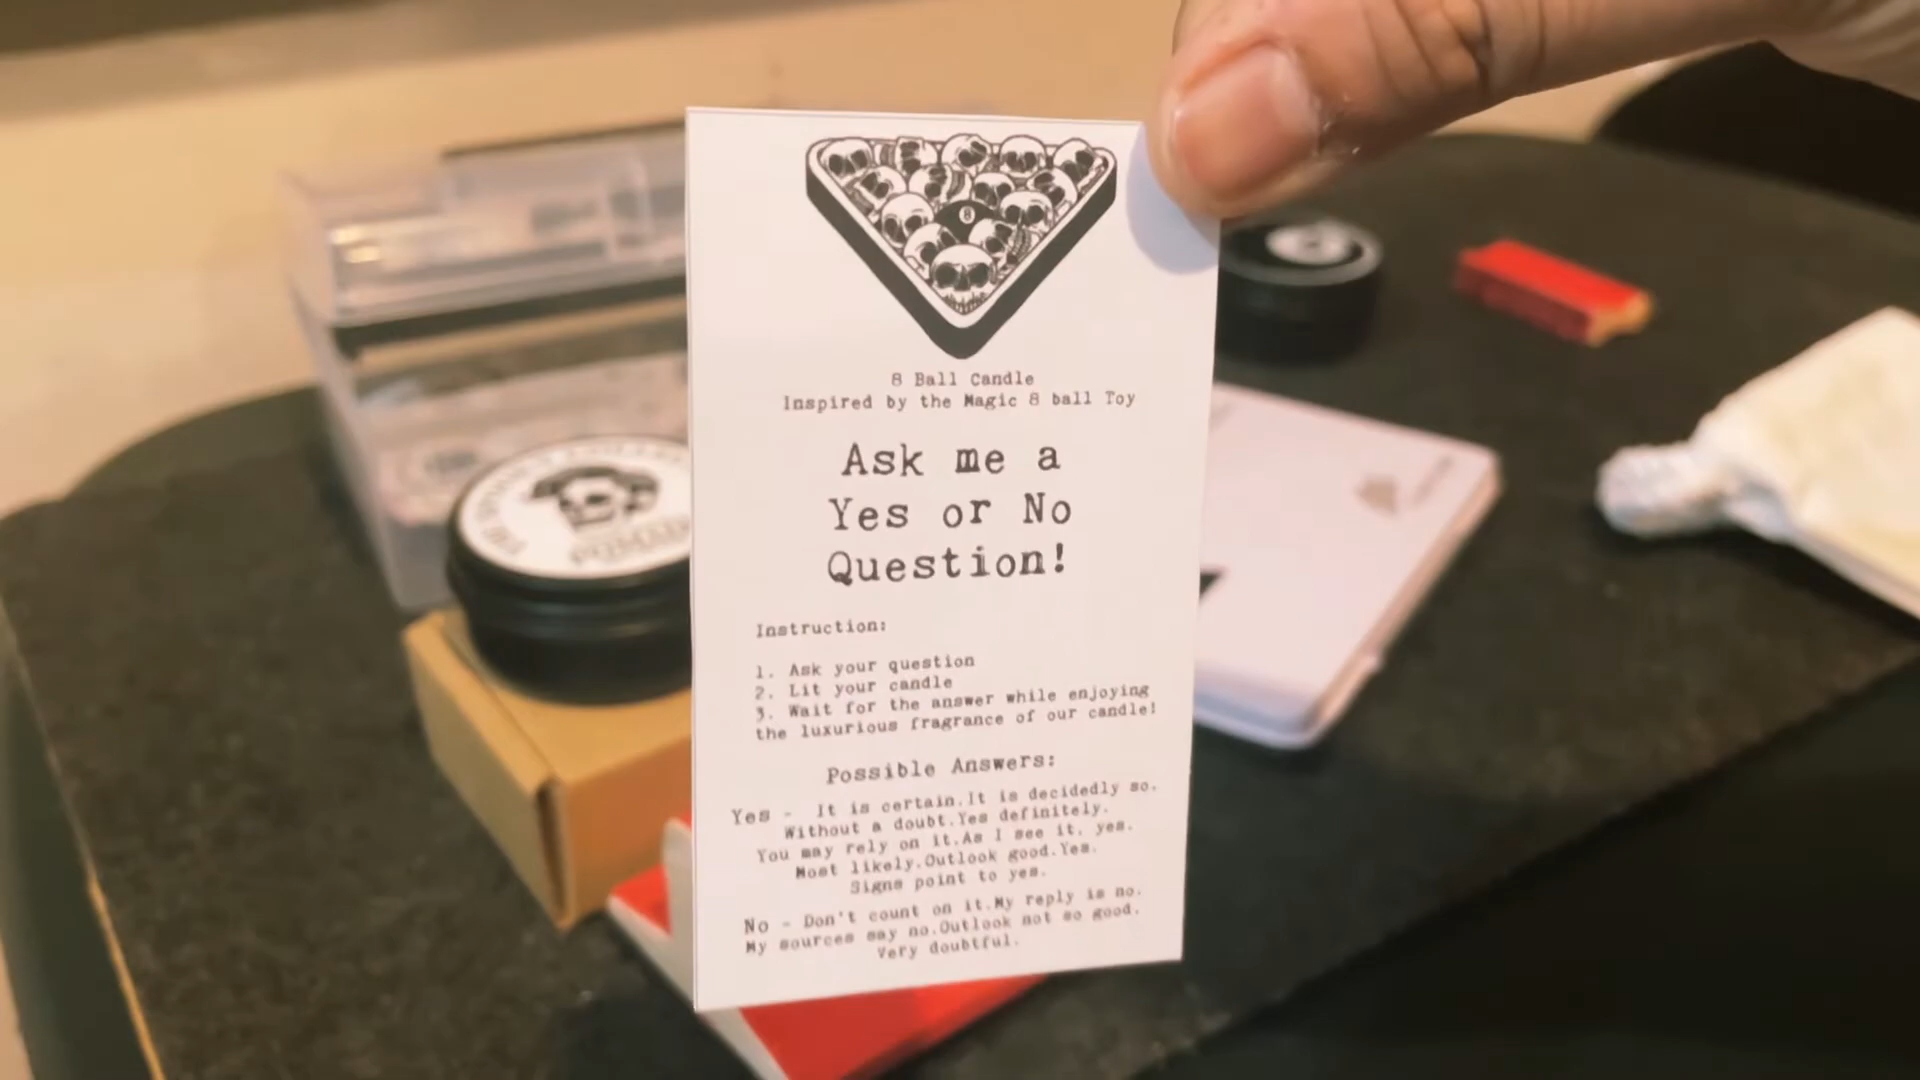 8
8 Ball Candle
Inspired by the Magic 8 ball Toy
Ask me a
Yes or No
Question!
Instruction:
1. Ask your question
2. Lit your candle
3. Wait for the answer while enjoying
the luxurious fragrance of our candle!
Possible Answers:
Yes - It is certain.It is decidedly so.
Without a doubt.Yes definitely.
You may rely on it.As I see it, yes.
Most likely.Outlook good.Yes.
Signs point to yes.
No - Don't count on it.My reply is no.
My sources say no.Outlook not so good.
Very doubtful.